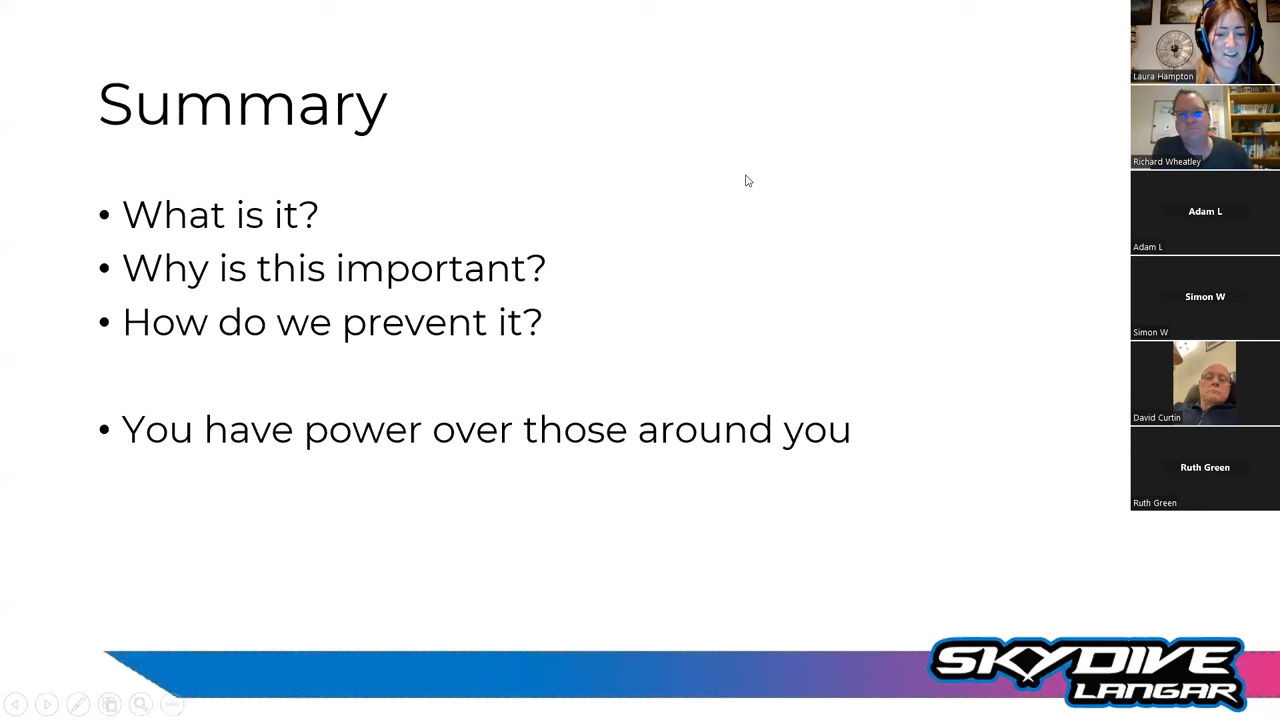 Summary
• What is it?
• Why is this important?
• How do we prevent it?
• You have power over those around you
Laura Hampton
Richard Wheatley
Adam L
Adam L
Simon W
Simon W
David Curtin
Ruth Green
Ruth Green
SKYDIVE
LANGAR